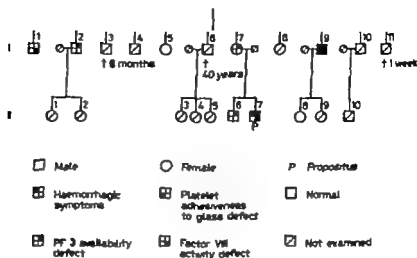 I
1 2 3 4 5 6 7 8 9 10 11
† 6 months † 40 years † 1 week
II
1 2 3 4 5 6 7 8 9 10
P
Male Female P Propositus
Haemorrhagic symptoms Platelet adhesiveness to glass defect Normal
PF 3 availability defect Factor VIII activity defect Not examined